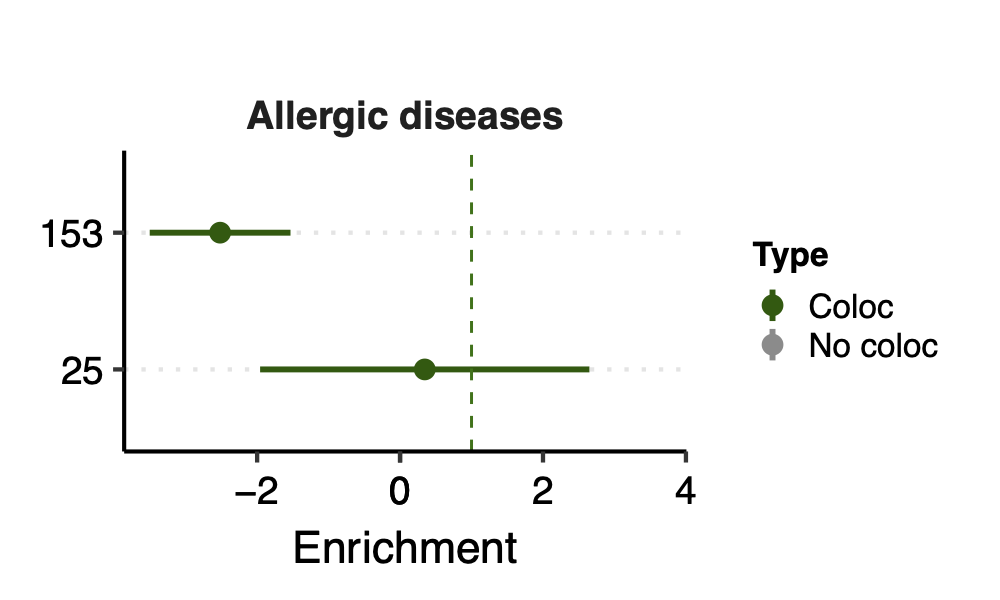 Allergic diseases
153
25
−2 0 2 4
Enrichment
Type
Coloc
No coloc